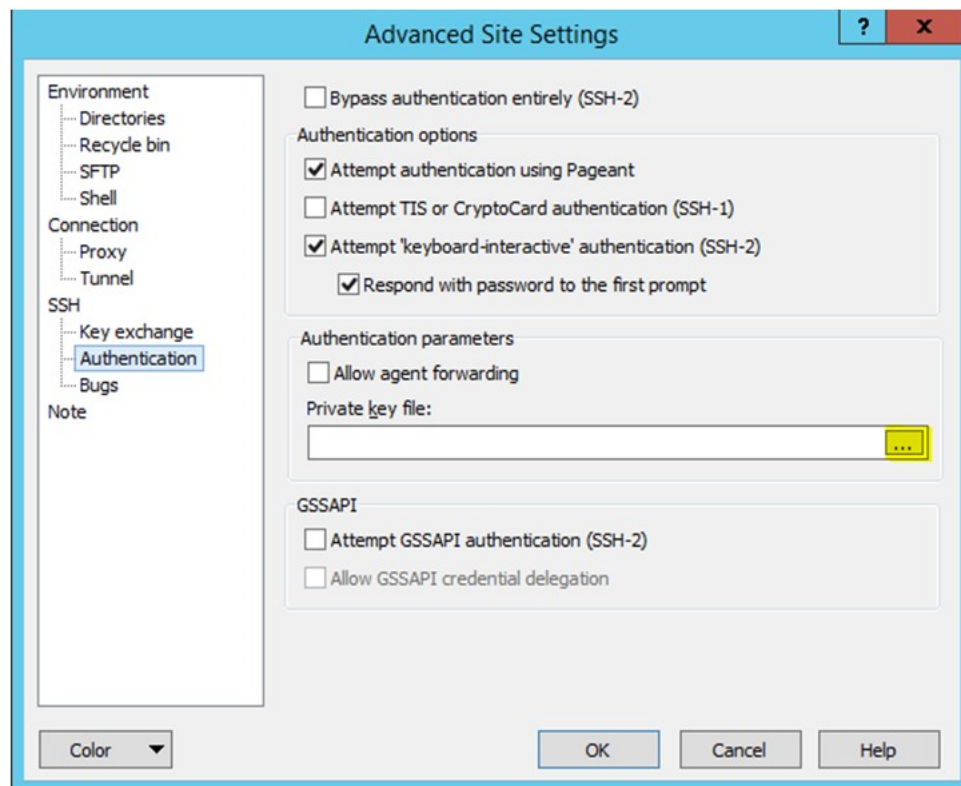 Advanced Site Settings
? x
Environment
Directories
Recycle bin
SFTP
Shell
Connection
Proxy
Tunnel
SSH
Key exchange
Authentication
Bugs
Note
Bypass authentication entirely (SSH-2)
Authentication options
Attempt authentication using Pageant
Attempt TIS or CryptoCard authentication (SSH-1)
Attempt 'keyboard-interactive' authentication (SSH-2)
Respond with password to the first prompt
Authentication parameters
Allow agent forwarding
Private key file:
...
GSSAPI
Attempt GSSAPI authentication (SSH-2)
Allow GSSAPI credential delegation
Color
OK
Cancel
Help